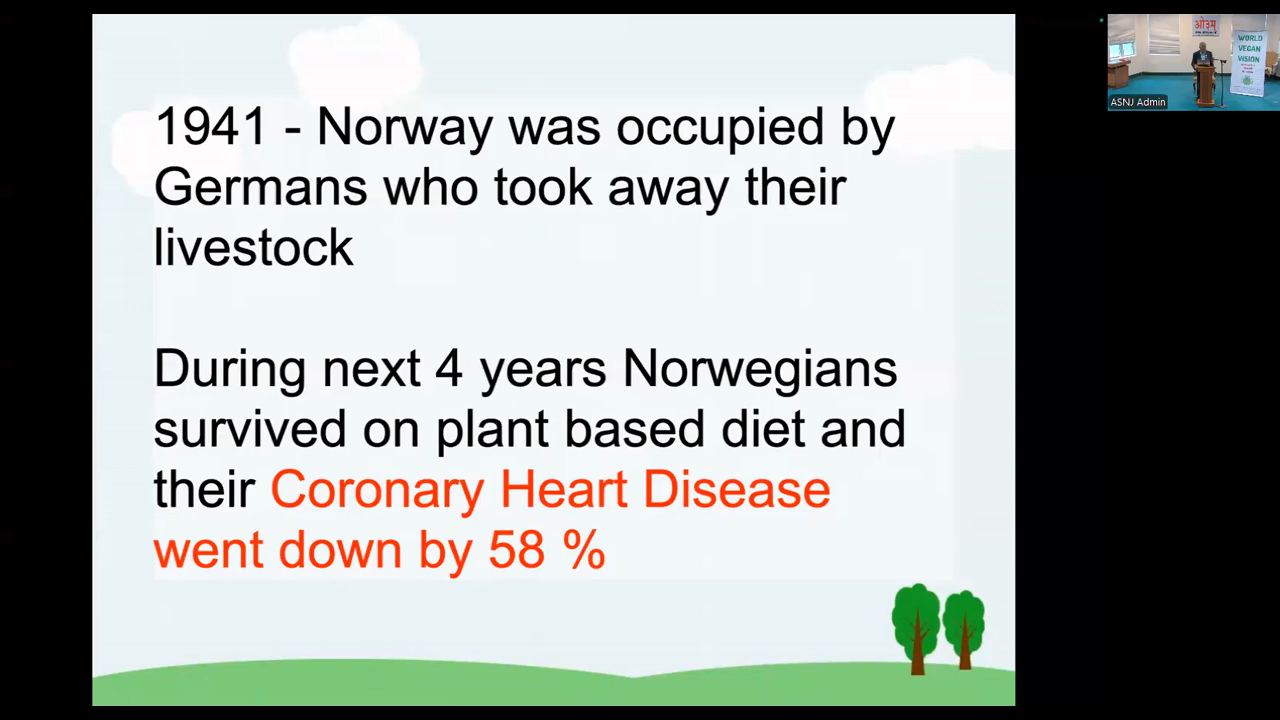 1941 - Norway was occupied by
Germans who took away their
livestock
During next 4 years Norwegians
survived on plant based diet and
their Coronary Heart Disease
went down by 58 %
ओ३म्
WORLD
VEGAN
VISION
ASNJ Admin